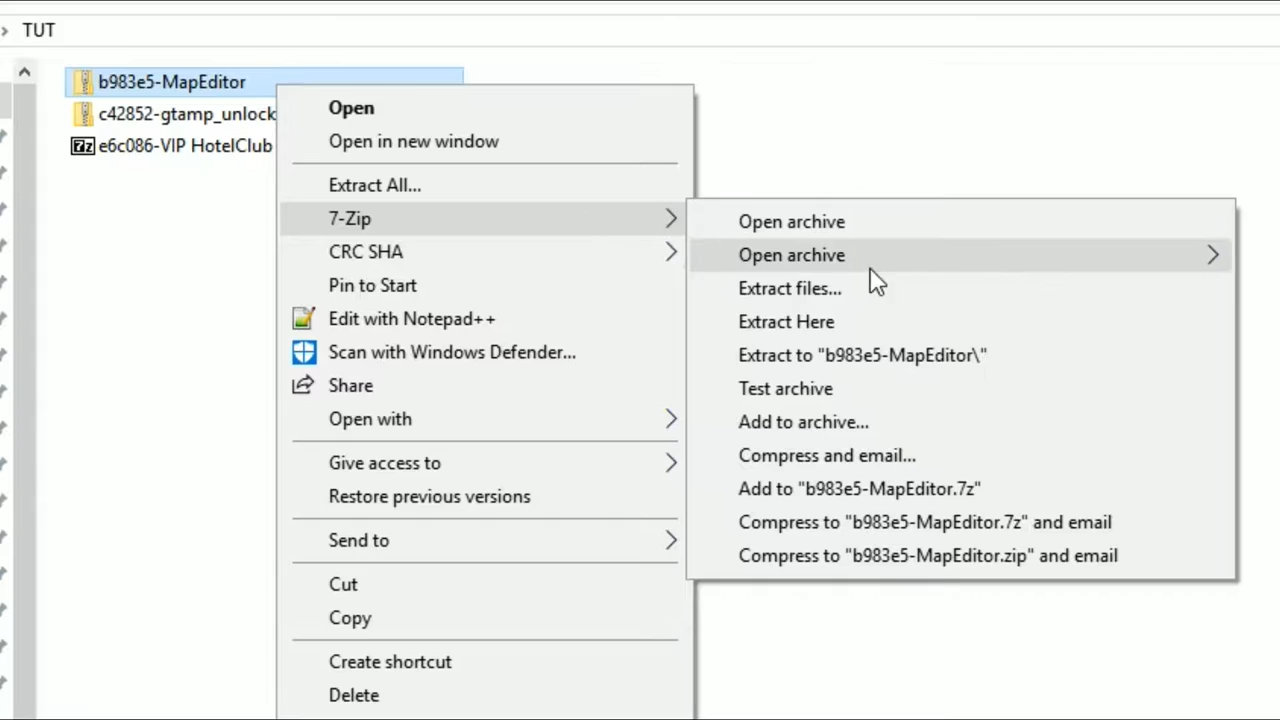 TUT
b983e5-MapEditor
c42852-gtamp_unlock
7z e6c086-VIP HotelClub
Open
Open in new window
Extract All...
7-Zip
CRC SHA
Pin to Start
Edit with Notepad++
Scan with Windows Defender...
Share
Open with
Give access to
Restore previous versions
Send to
Cut
Copy
Create shortcut
Delete
Open archive
Open archive
Extract files...
Extract Here
Extract to "b983e5-MapEditor\"
Test archive
Add to archive...
Compress and email...
Add to "b983e5-MapEditor.7z"
Compress to "b983e5-MapEditor.7z" and email
Compress to "b983e5-MapEditor.zip" and email